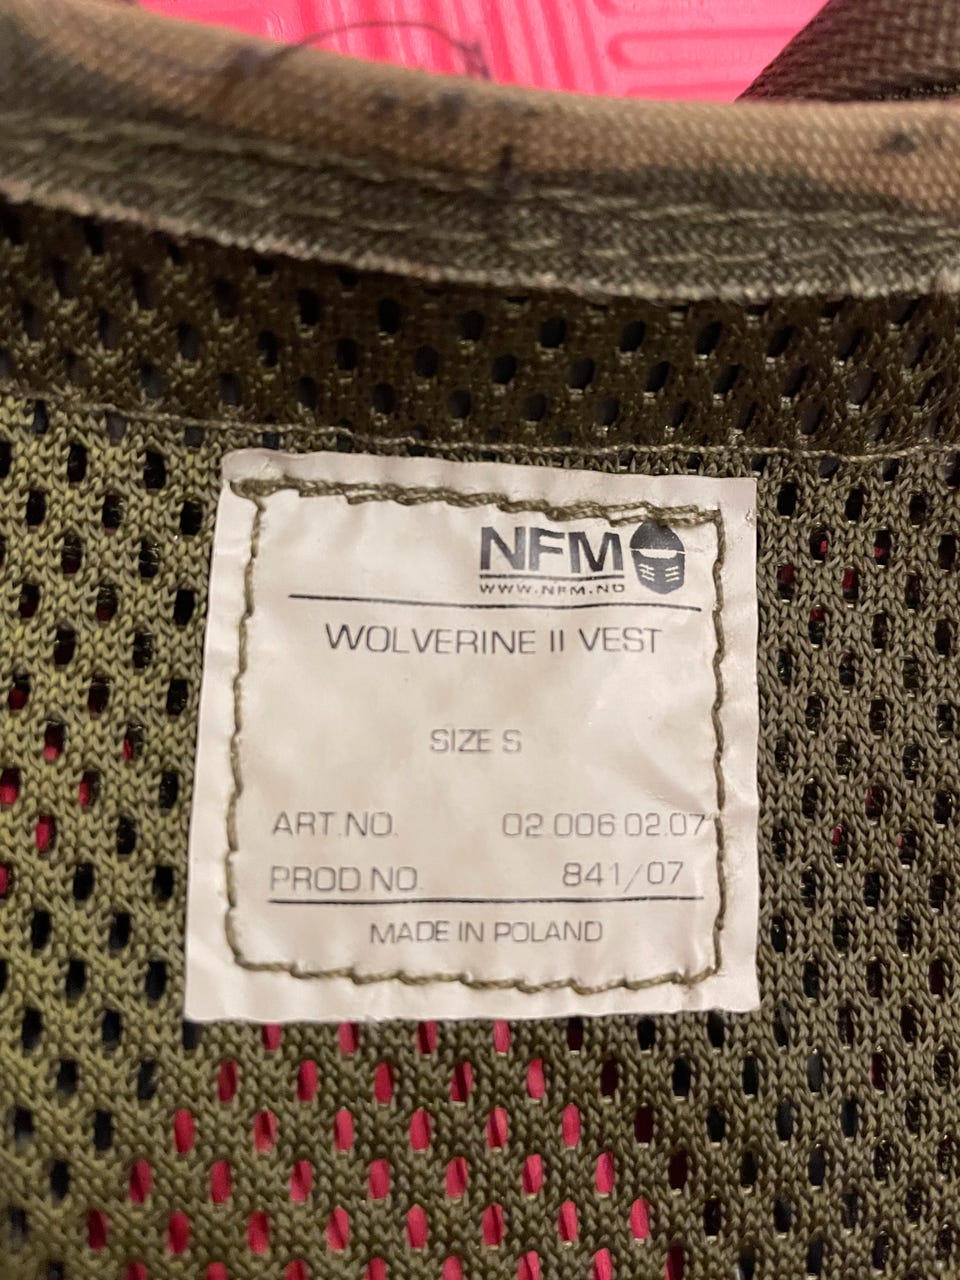 NFM
WWW.NFM.NO
WOLVERINE II VEST
SIZE S
ART.NO. 02.006.02.07
PROD.NO. 841/07
MADE IN POLAND